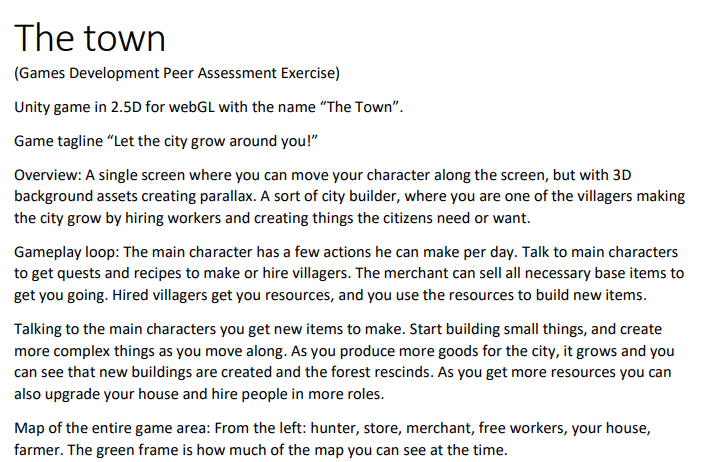 The town
(Games Development Peer Assessment Exercise)
Unity game in 2.5D for webGL with the name “The Town”.
Game tagline “Let the city grow around you!”
Overview: A single screen where you can move your character along the screen, but with 3D
background assets creating parallax. A sort of city builder, where you are one of the villagers making
the city grow by hiring workers and creating things the citizens need or want.
Gameplay loop: The main character has a few actions he can make per day. Talk to main characters
to get quests and recipes to make or hire villagers. The merchant can sell all necessary base items to
get you going. Hired villagers get you resources, and you use the resources to build new items.
Talking to the main characters you get new items to make. Start building small things, and create
more complex things as you move along. As you produce more goods for the city, it grows and you
can see that new buildings are created and the forest rescinds. As you get more resources you can
also upgrade your house and hire people in more roles.
Map of the entire game area: From the left: hunter, store, merchant, free workers, your house,
farmer. The green frame is how much of the map you can see at the time.